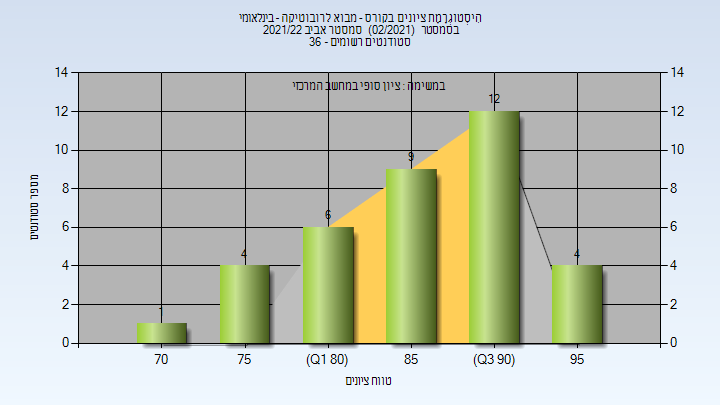 הִיסְטוֹגְרַמַּת ציונים בקורס - מבוא לרובוטיקה - בינלאומי
בסמסטר (02/2021) סמסטר אביב 2021/22
סטודנטים רשומים - 36
במשימה : ציון סופי במחשב המרכזי
14 14
12 12
10 10
8 8
6 6
4 4
2 2
0 0
1 4 6 9 12 4
70 75 (Q1 80) 85 (Q3 90) 95
מספר סטודנטים
טווח ציונים